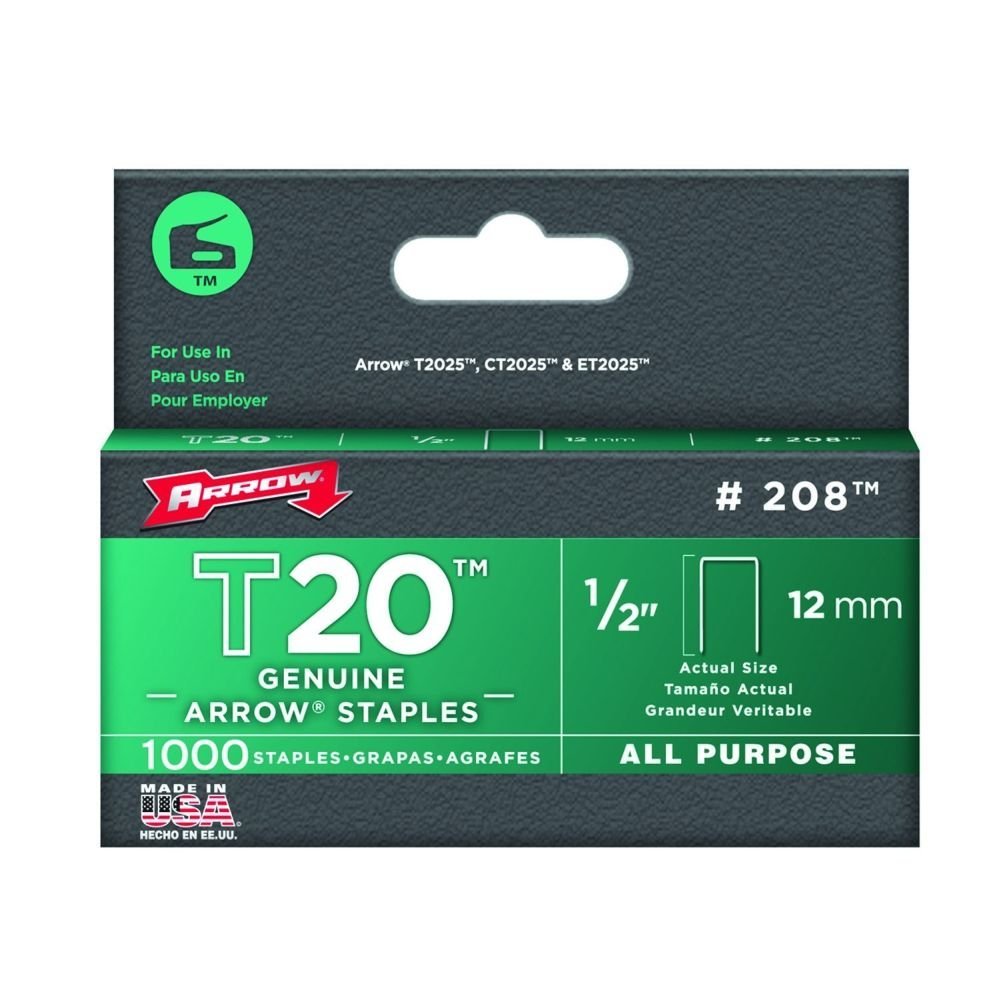 TM
For Use In
Para Uso En
Pour Employer
Arrow® T2025™, CT2025™ & ET2025™
T20™ 1/2" 12 mm # 208™
ARROW®
# 208™
T20™
GENUINE
ARROW® STAPLES
1000 STAPLES•GRAPAS•AGRAFES
1/2" 12 mm
Actual Size
Tamaño Actual
Grandeur Veritable
ALL PURPOSE
MADE IN
USA®
HECHO EN EE.UU.